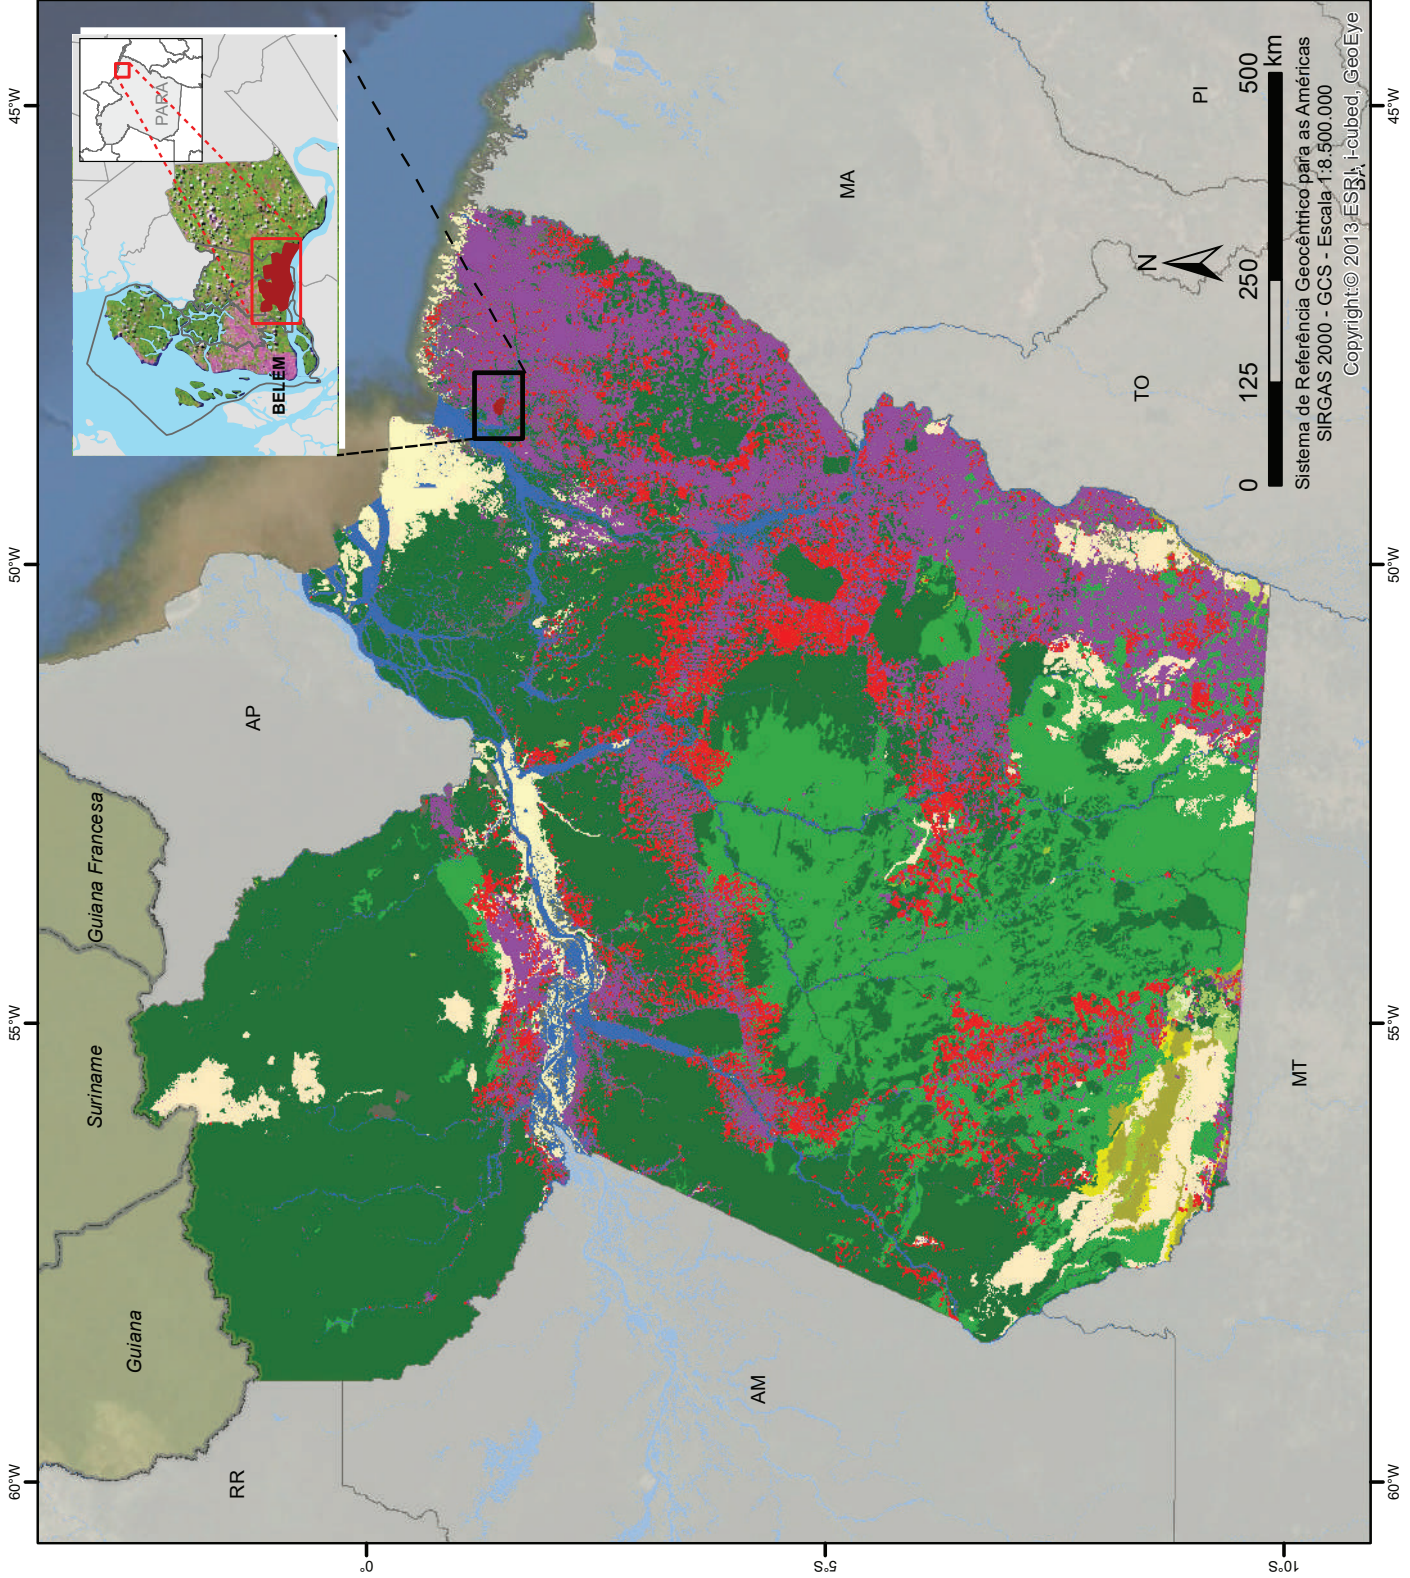 60°W
55°W
50°W
45°W
Guiana
Suriname
Guiana Francesa
RR
AP
AM
MT
TO
MA
PI
BA
PARÁ
BELÉM
N
0
125
250
500
km
Sistema de Referência Geocêntrico para as Américas
SIRGAS 2000 - GCS - Escala 1:8.500.000
Copyright:© 2013 ESRI, i-cubed, GeoEye
0°
5°S
10°S
60°W
55°W
50°W
45°W